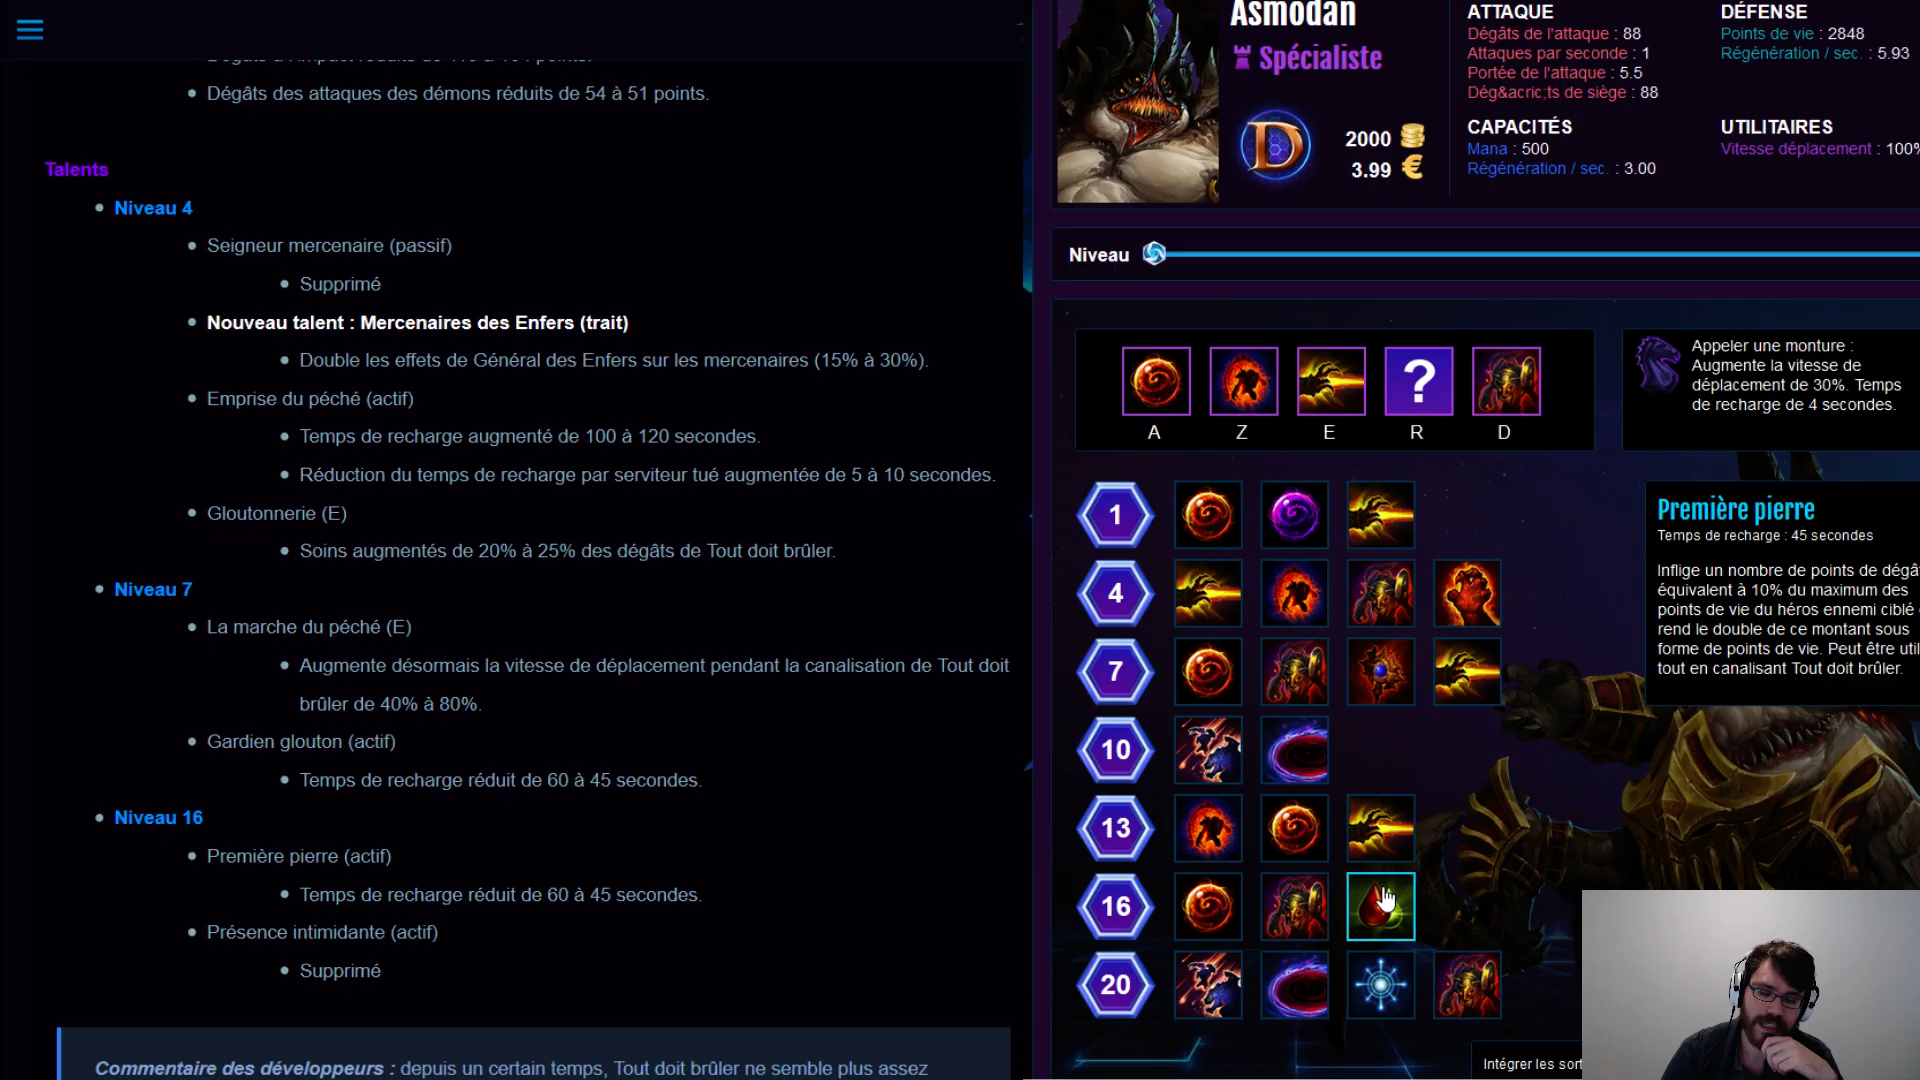 Dégâts des attaques des démons réduits de 54 à 51 points.
Talents
Niveau 4
Seigneur mercenaire (passif)
Supprimé
Nouveau talent : Mercenaires des Enfers (trait)
Double les effets de Général des Enfers sur les mercenaires (15% à 30%).
Emprise du péché (actif)
Temps de recharge augmenté de 100 à 120 secondes.
Réduction du temps de recharge par serviteur tué augmentée de 5 à 10 secondes.
Gloutonnerie (E)
Soins augmentés de 20% à 25% des dégâts de Tout doit brûler.
Niveau 7
La marche du péché (E)
Augmente désormais la vitesse de déplacement pendant la canalisation de Tout doit
brûler de 40% à 80%.
Gardien glouton (actif)
Temps de recharge réduit de 60 à 45 secondes.
Niveau 16
Première pierre (actif)
Temps de recharge réduit de 60 à 45 secondes.
Présence intimidante (actif)
Supprimé
Commentaire des développeurs : depuis un certain temps, Tout doit brûler ne semble plus assez
Asmodan
Spécialiste
2000
3.99 €
ATTAQUE
Dégâts de l'attaque : 88
Attaques par seconde : 1
Portée de l'attaque : 5.5
Dég&acric;ts de siège : 88
DÉFENSE
Points de vie : 2848
Régénération / sec. : 5.93
CAPACITÉS
Mana : 500
Régénération / sec. : 3.00
UTILITAIRES
Vitesse déplacement : 100%
Niveau
?
A Z E R D
Appeler une monture :
Augmente la vitesse de
déplacement de 30%. Temps
de recharge de 4 secondes.
1
4
7
10
13
16
20
Première pierre
Temps de recharge : 45 secondes
Inflige un nombre de points de dégâ
équivalent à 10% du maximum des
points de vie du héros ennemi ciblé
rend le double de ce montant sous
forme de points de vie. Peut être util
tout en canalisant Tout doit brûler.
Intégrer les sort